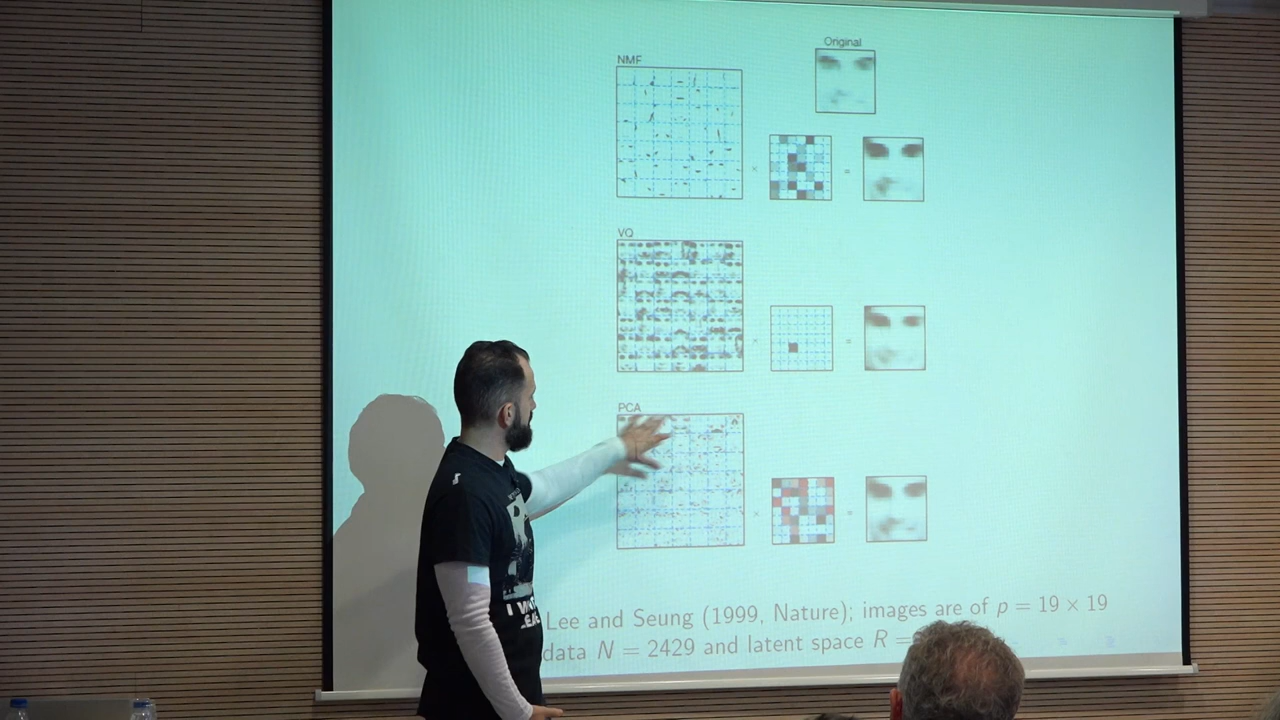 Original
NMF
×
=
VQ
×
=
PCA
×
=
Lee and Seung (1999, Nature); images are of p = 19 × 19
data N = 2429 and latent space R =
I